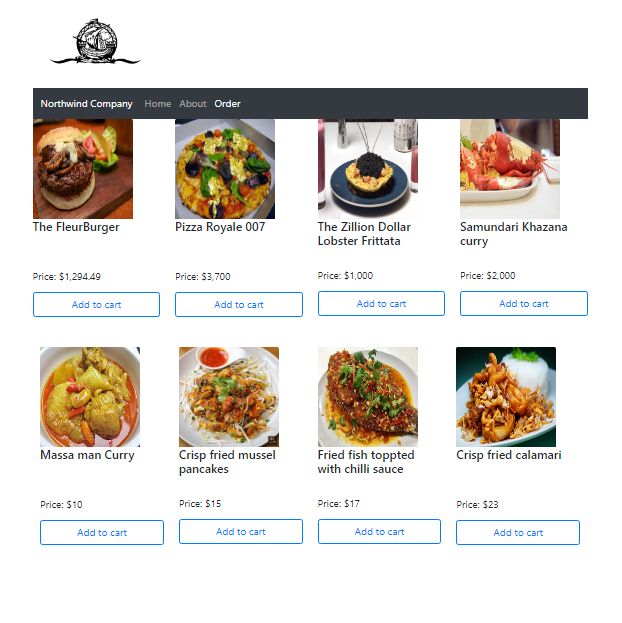 Northwind Company Home About Order
The FleurBurger
Price: $1,294.49
Add to cart
Pizza Royale 007
Price: $3,700
Add to cart
The Zillion Dollar
Lobster Frittata
Price: $1,000
Add to cart
Samundari Khazana
curry
Price: $2,000
Add to cart
Massa man Curry
Price: $10
Add to cart
Crisp fried mussel
pancakes
Price: $15
Add to cart
Fried fish toppted
with chilli sauce
Price: $17
Add to cart
Crisp fried calamari
Price: $23
Add to cart